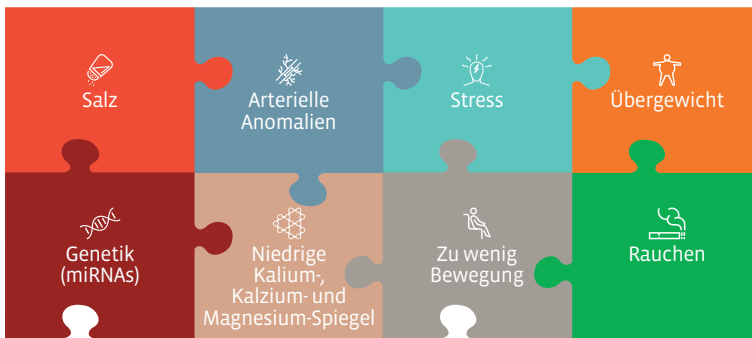 Salz
Arterielle
Anomalien
Stress
Übergewicht
Genetik
(miRNAs)
Niedrige
Kalium-,
Kalzium- und
Magnesium-Spiegel
Zu wenig
Bewegung
Rauchen